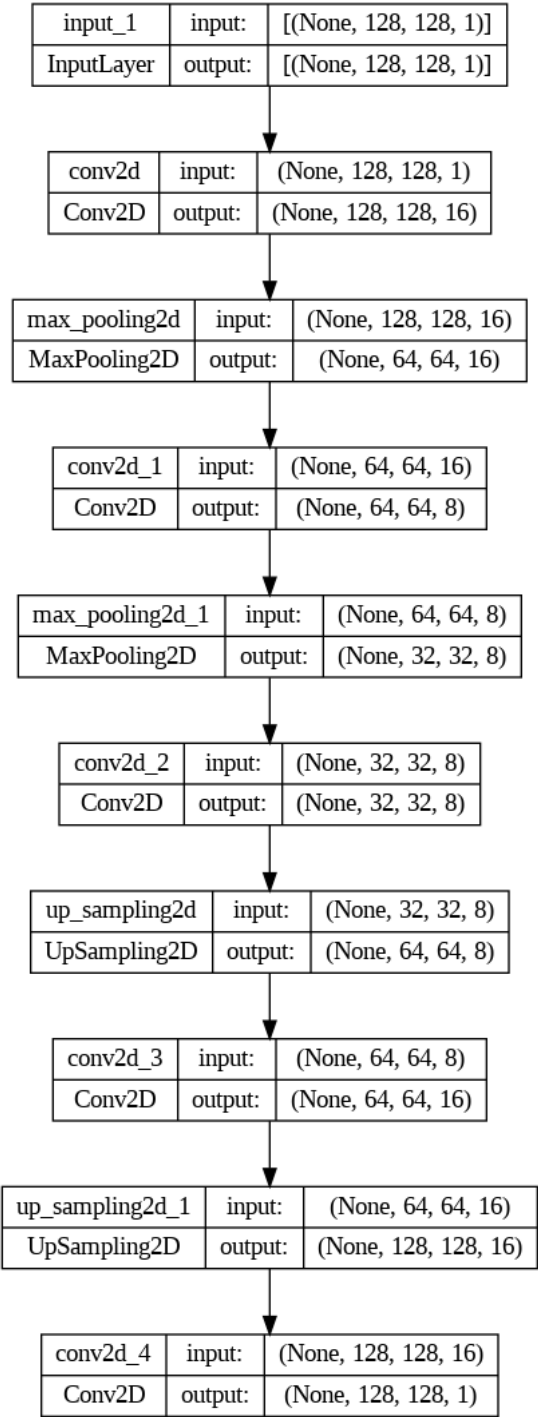 input_1 input: [(None, 128, 128, 1)]
InputLayer output: [(None, 128, 128, 1)]
conv2d input: (None, 128, 128, 1)
Conv2D output: (None, 128, 128, 16)
max_pooling2d input: (None, 128, 128, 16)
MaxPooling2D output: (None, 64, 64, 16)
conv2d_1 input: (None, 64, 64, 16)
Conv2D output: (None, 64, 64, 8)
max_pooling2d_1 input: (None, 64, 64, 8)
MaxPooling2D output: (None, 32, 32, 8)
conv2d_2 input: (None, 32, 32, 8)
Conv2D output: (None, 32, 32, 8)
up_sampling2d input: (None, 32, 32, 8)
UpSampling2D output: (None, 64, 64, 8)
conv2d_3 input: (None, 64, 64, 8)
Conv2D output: (None, 64, 64, 16)
up_sampling2d_1 input: (None, 64, 64, 16)
UpSampling2D output: (None, 128, 128, 16)
conv2d_4 input: (None, 128, 128, 16)
Conv2D output: (None, 128, 128, 1)